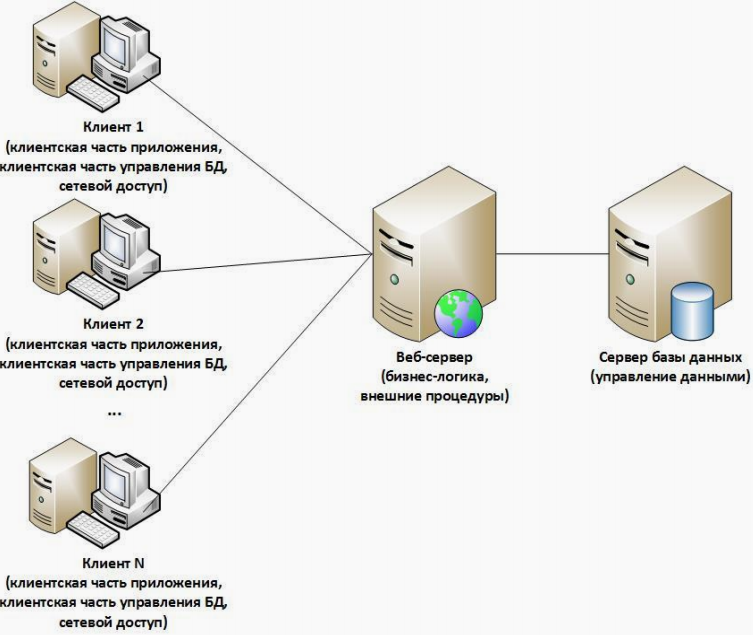 Клиент 1
(клиентская часть приложения,
клиентская часть управления БД,
сетевой доступ)
Клиент 2
(клиентская часть приложения,
клиентская часть управления БД,
сетевой доступ)
...
Клиент N
(клиентская часть приложения,
клиентская часть управления БД,
сетевой доступ)
Веб-сервер
(бизнес-логика,
внешние процедуры)
Сервер базы данных
(управление данными)